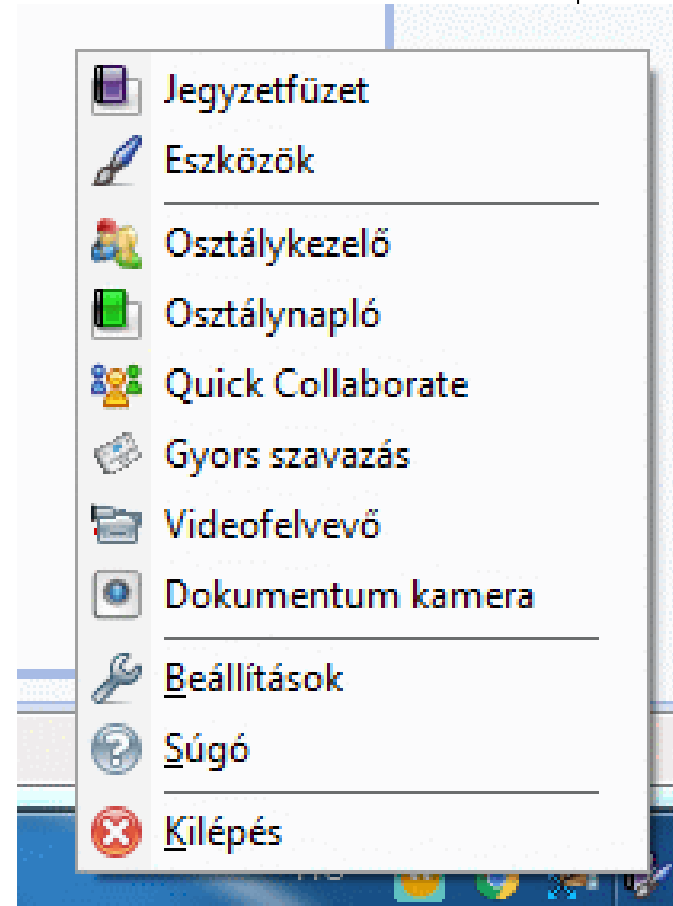 Jegyzetfüzet
Eszközök
Osztálykezelő
Osztálynapló
Quick Collaborate
Gyors szavazás
Videofelvevő
Dokumentum kamera
Beállítások
Súgó
Kilépés